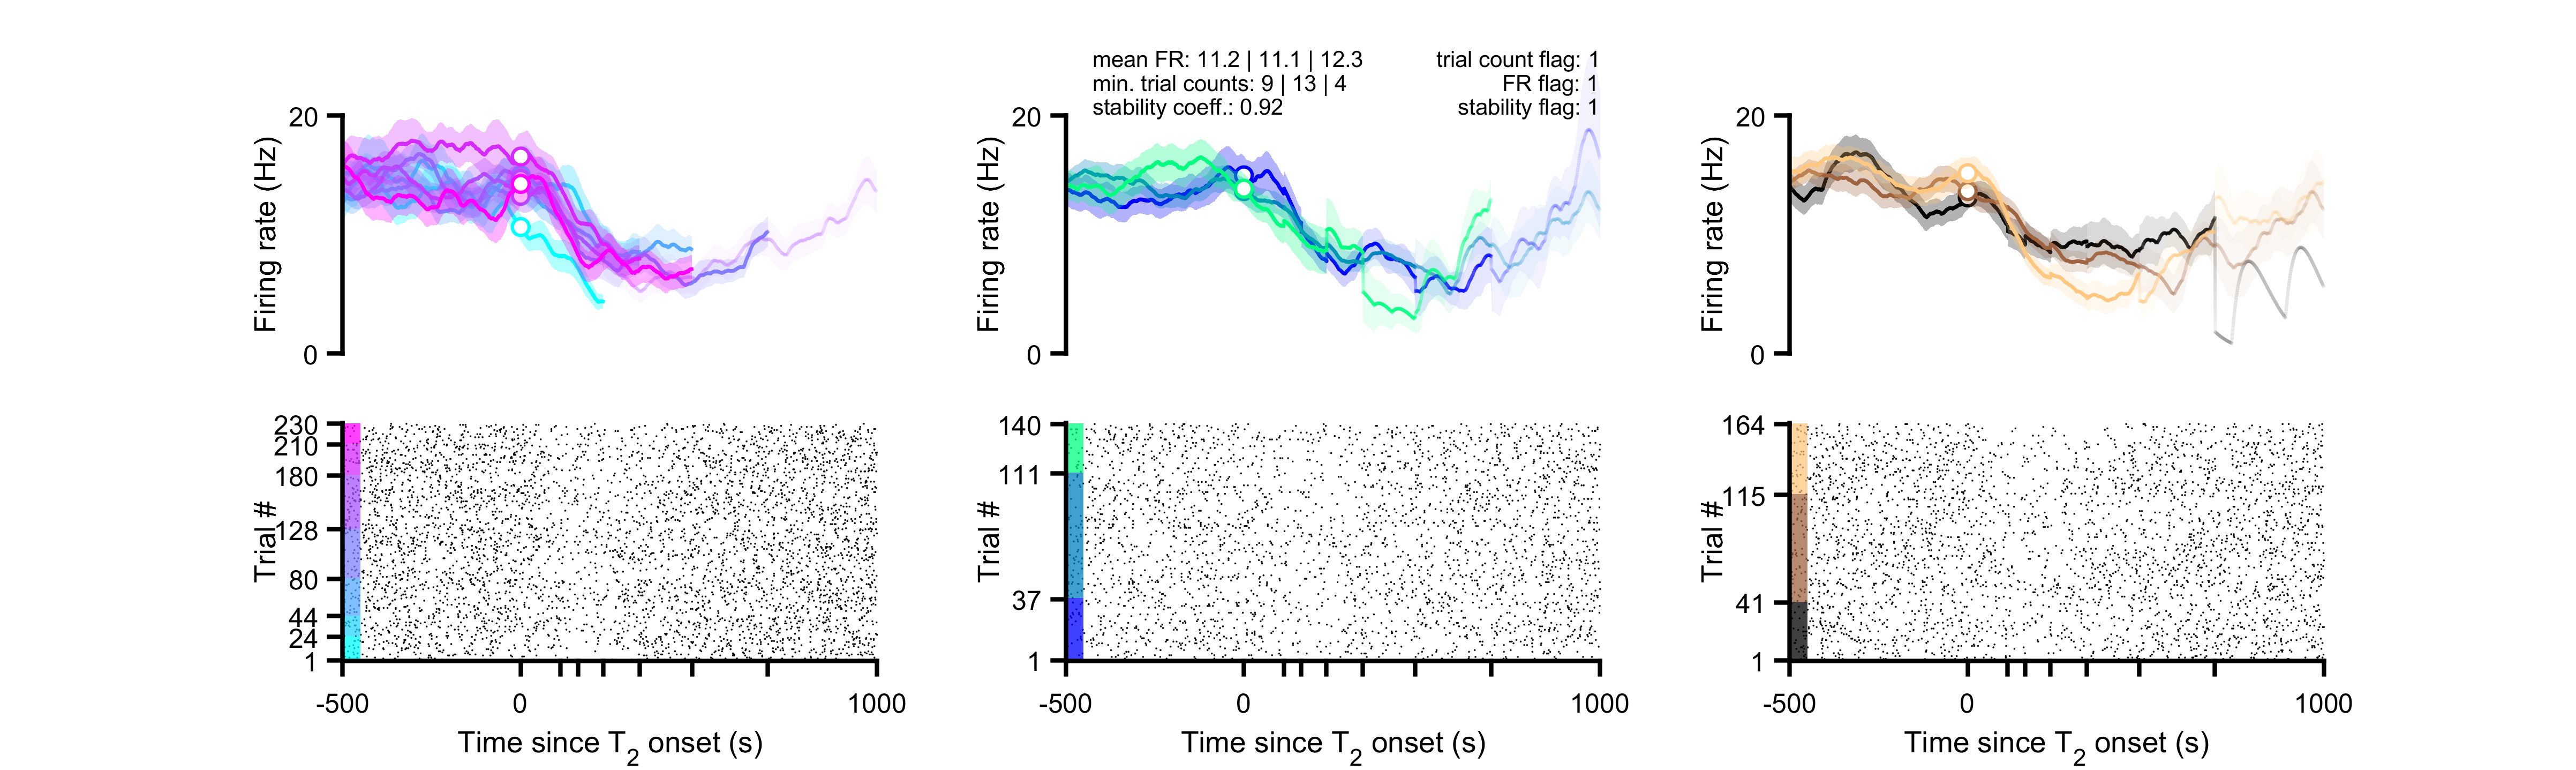 mean FR: 11.2 | 11.1 | 12.3
min. trial counts: 9 | 13 | 4
stability coeff.: 0.92
trial count flag: 1
FR flag: 1
stability flag: 1
20
Firing rate (Hz)
0
20
Firing rate (Hz)
0
20
Firing rate (Hz)
0
230
210
180
128
80
44
24
1
Trial #
-500
0
1000
Time since T2 onset (s)
140
111
37
1
Trial #
-500
0
1000
Time since T2 onset (s)
164
115
41
1
Trial #
-500
0
1000
Time since T2 onset (s)